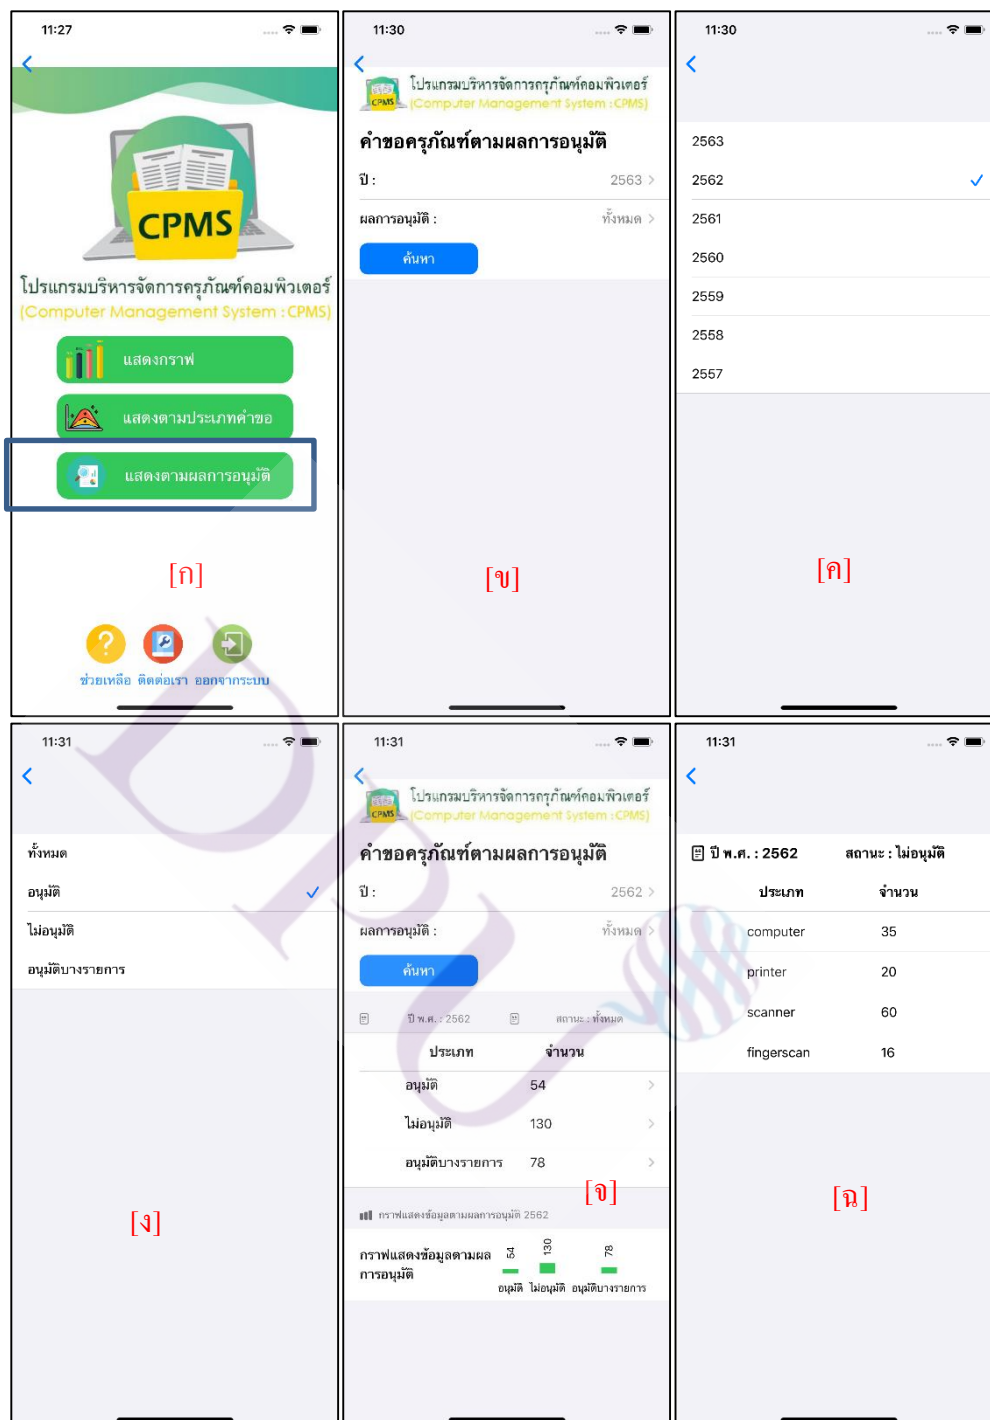 11:27
CPMS
โปรแกรมบริหารจัดการครุภัณฑ์คอมพิวเตอร์
(Computer Management System : CPMS)
แสดงกราฟ
แสดงตามประเภทคำขอ
แสดงตามผลการอนุมัติ
[ก]
ช่วยเหลือ ติดต่อเรา ออกจากระบบ
11:30
CPMS
โปรแกรมบริหารจัดการครุภัณฑ์คอมพิวเตอร์
(Computer Management System : CPMS)
คำขอครุภัณฑ์ตามผลการอนุมัติ
ปี : 2563
ผลการอนุมัติ : ทั้งหมด
ค้นหา
[ข]
11:30
2563
2562
2561
2560
2559
2558
2557
[ค]
11:31
ทั้งหมด
อนุมัติ
ไม่อนุมัติ
อนุมัติบางรายการ
[ง]
11:31
CPMS
โปรแกรมบริหารจัดการครุภัณฑ์คอมพิวเตอร์
(Computer Management System : CPMS)
คำขอครุภัณฑ์ตามผลการอนุมัติ
ปี : 2562
ผลการอนุมัติ : ทั้งหมด
ค้นหา
ปี พ.ศ. : 2562 สถานะ : ทั้งหมด
ประเภท จำนวน
อนุมัติ 54
ไม่อนุมัติ 130
อนุมัติบางรายการ 78
[จ]
กราฟแสดงข้อมูลตามผลการอนุมัติ 2562
กราฟแสดงข้อมูลตามผล
การอนุมัติ
54 130 78
อนุมัติ ไม่อนุมัติ อนุมัติบางรายการ
11:31
ปี พ.ศ. : 2562 สถานะ : ไม่อนุมัติ
ประเภท จำนวน
computer 35
printer 20
scanner 60
fingerscan 16
[ฉ]
DPU